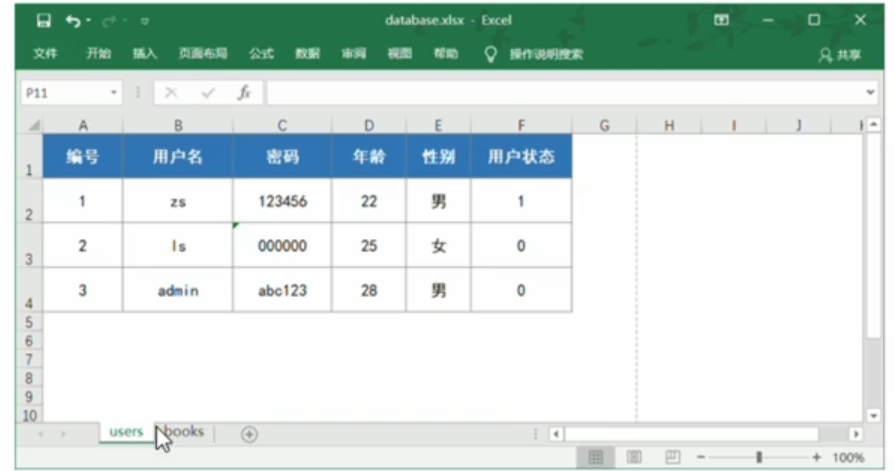 database.xlsx - Excel
文件 开始 插入 页面布局 公式 数据 审阅 视图 帮助 操作说明搜索 共享
P11 fx
A B C D E F G H I J
1 编号 用户名 密码 年龄 性别 用户状态
2 1 zs 123456 22 男 1
3 2 ls 000000 25 女 0
4 3 admin abc123 28 男 0
5
6
7
8
9
10
users books
100%